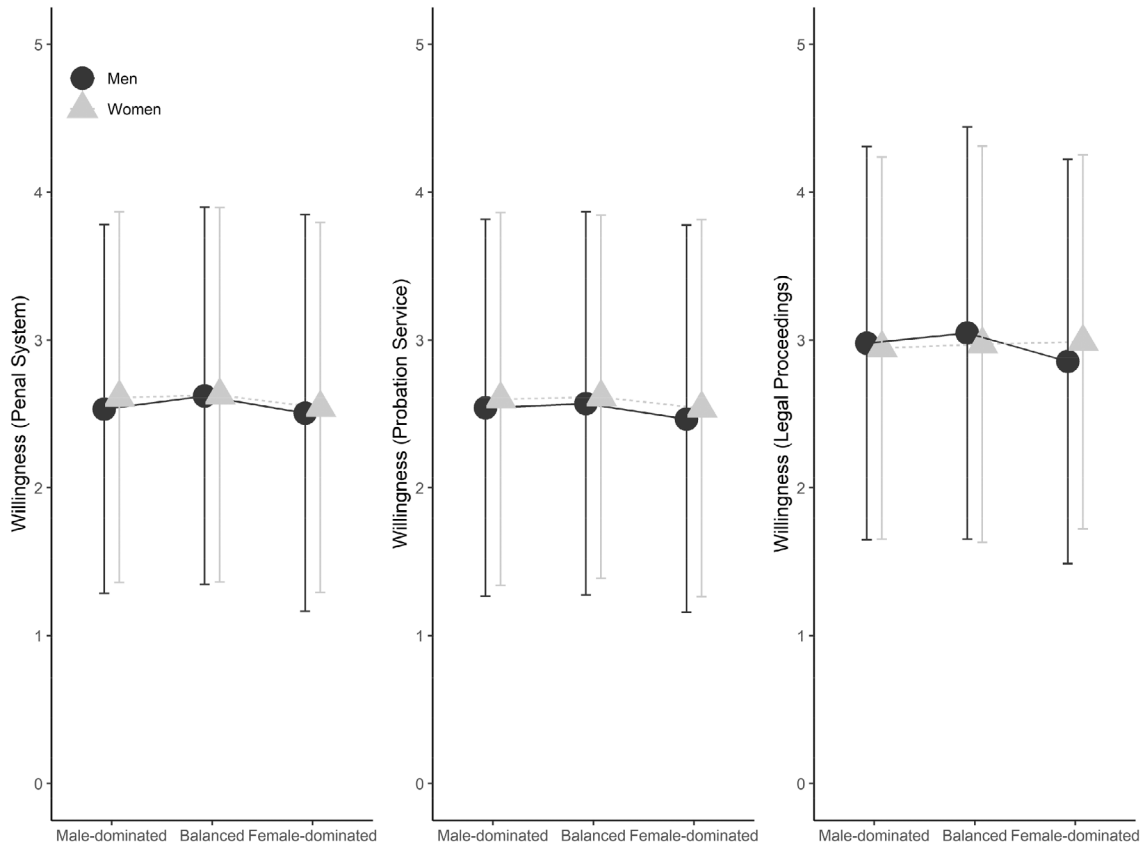 Willingness (Penal System)
5
4
3
2
1
0
Men
Women
Male-dominated Balanced Female-dominated
Willingness (Probation Service)
5
4
3
2
1
0
Male-dominated Balanced Female-dominated
Willingness (Legal Proceedings)
5
4
3
2
1
0
Male-dominated Balanced Female-dominated